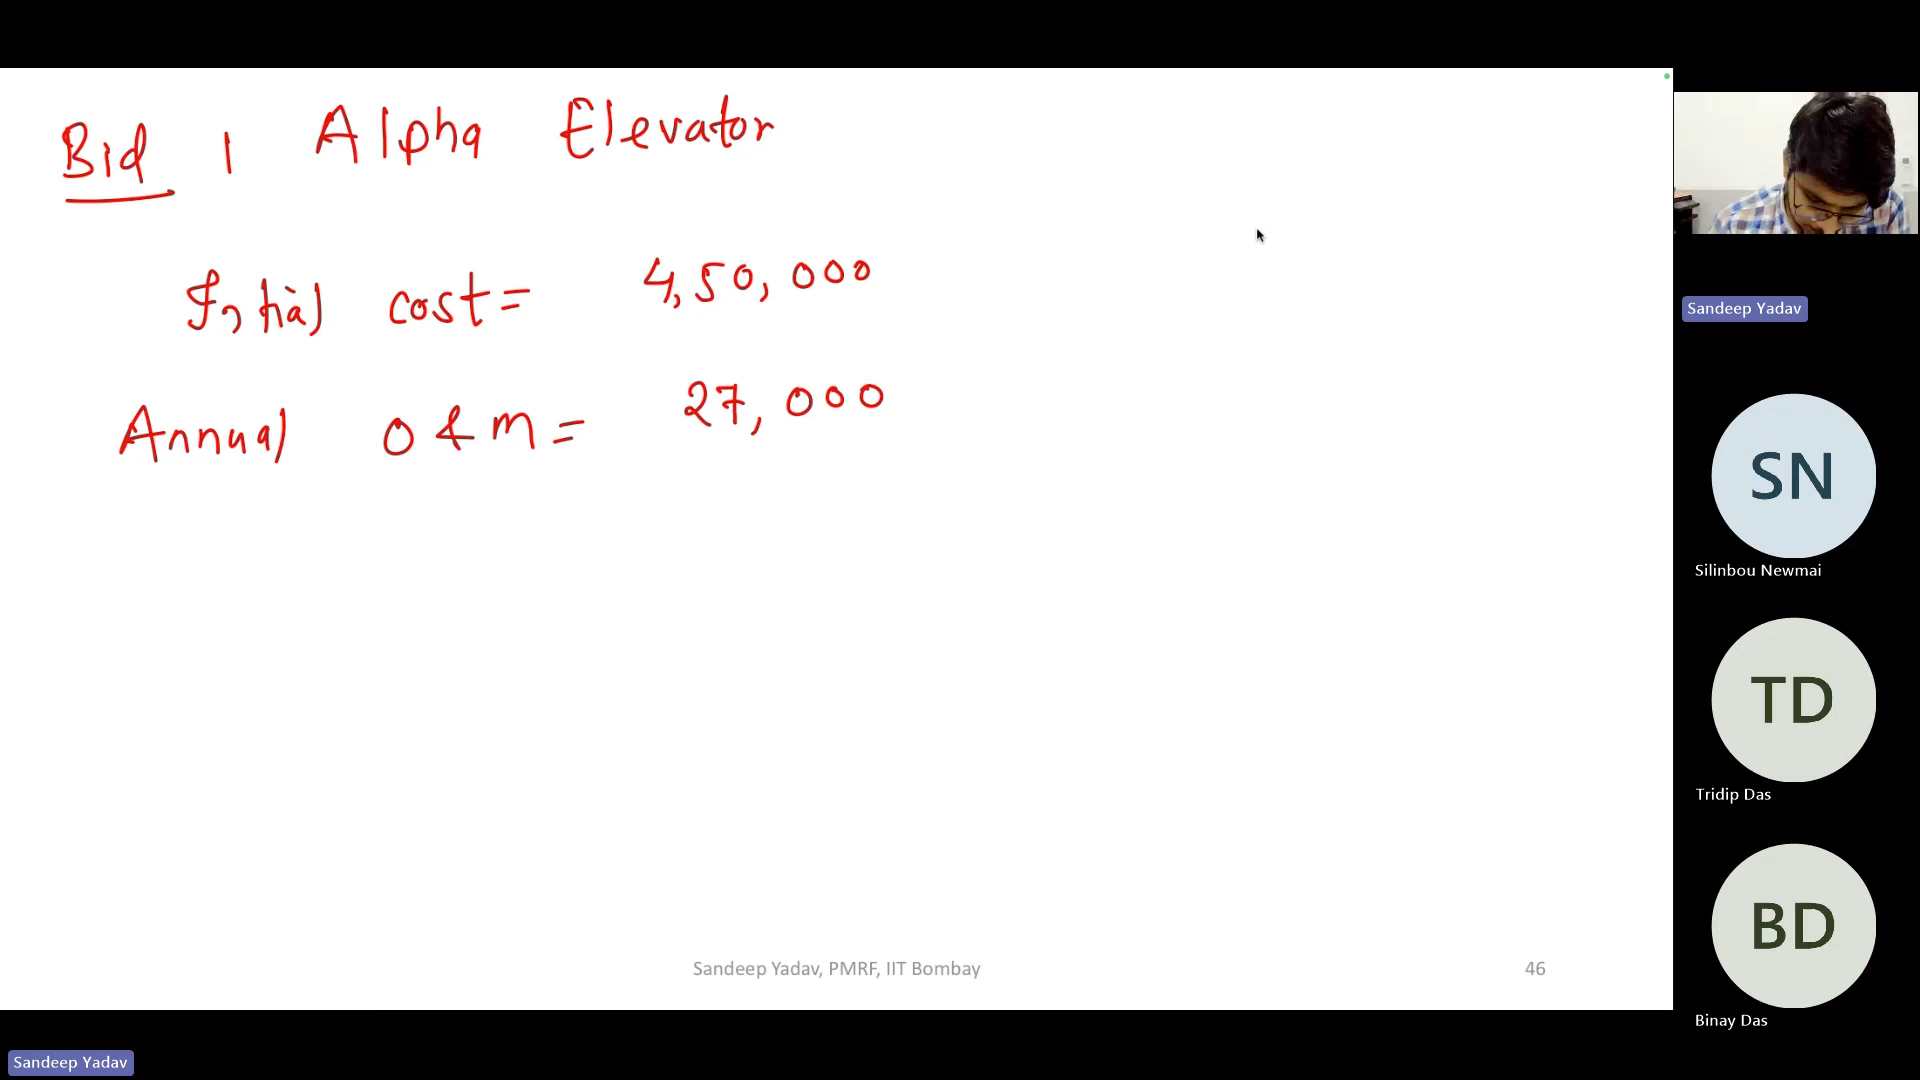 Bid 1 Alpha Elevator
Initial cost = 4,50,000
Annual O & m = 27,000
Sandeep Yadav, PMRF, IIT Bombay
46
Sandeep Yadav
SN
Silinbou Newmai
TD
Tridip Das
BD
Binay Das
Sandeep Yadav